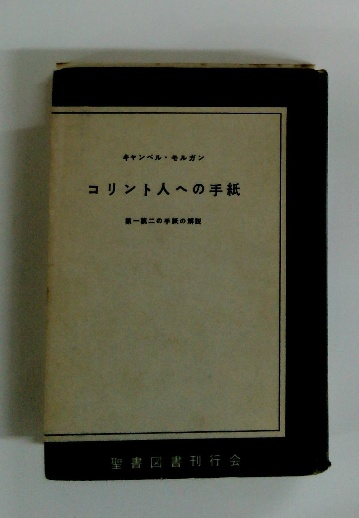 キャンベル・モルガン
コリント人への手紙
第一第二の手紙の解説
聖書図書刊行会